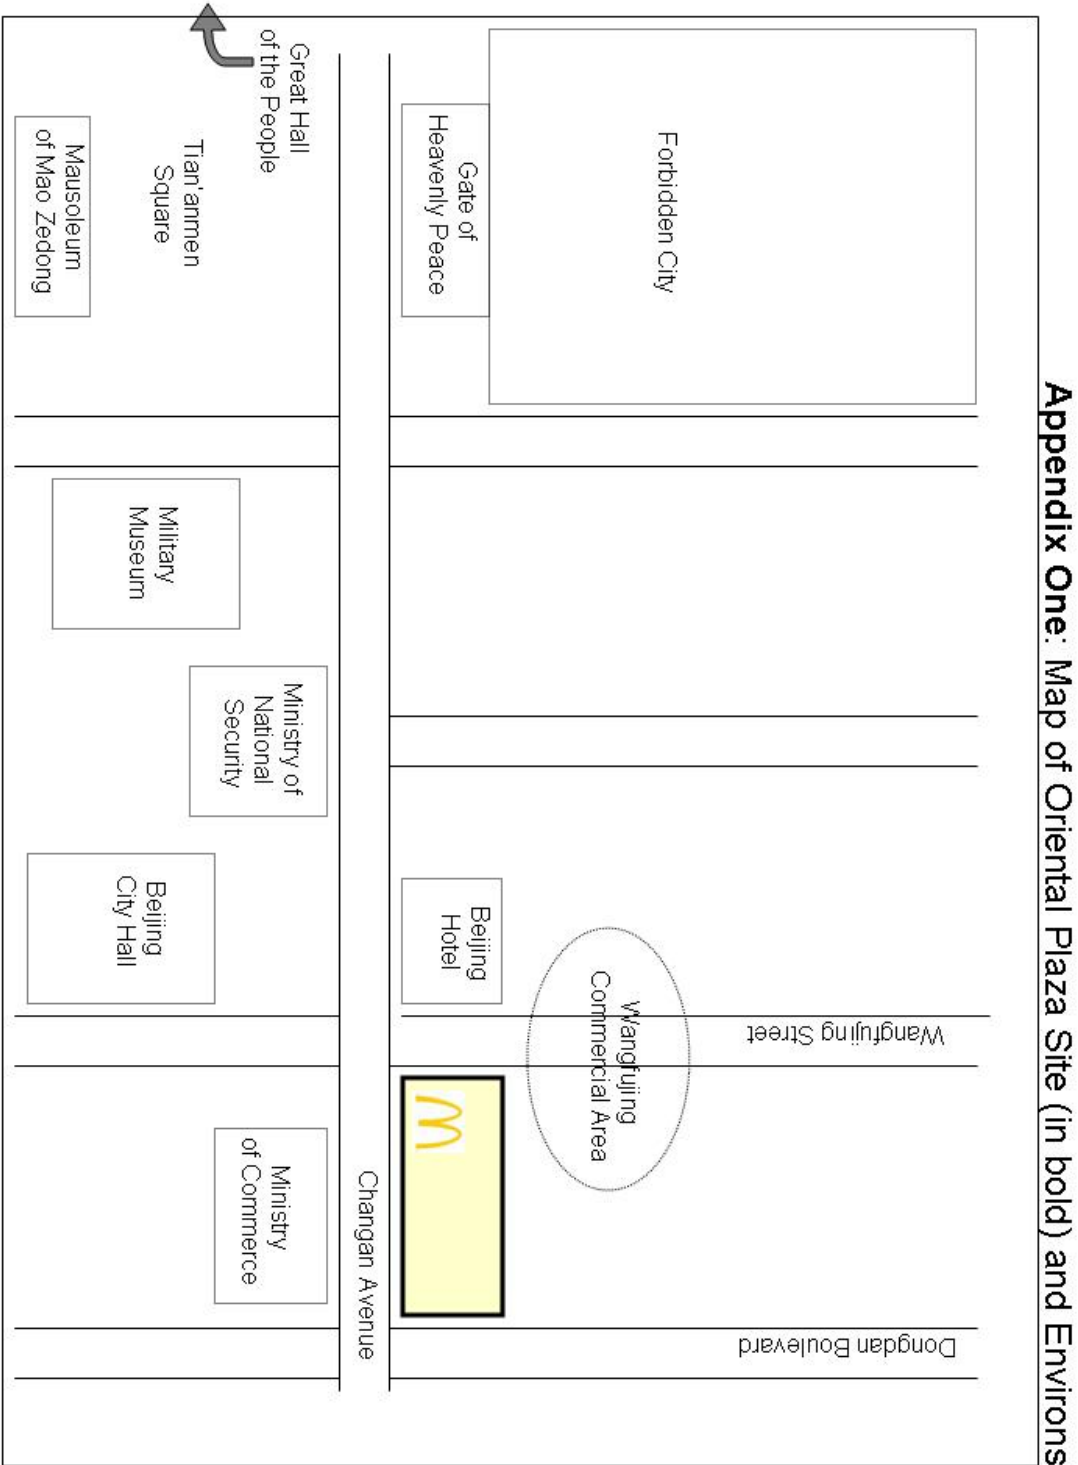 Appendix One: Map of Oriental Plaza Site (in bold) and Environs
Forbidden City
Wangfujing Street
Dongdan Boulevard
Wangfujing
Commercial Area
Gate of
Heavenly Peace
Beijing
Hotel
Changan Avenue
Great Hall
of the People
Tian'anmen
Square
Mausoleum
of Mao Zedong
Military
Museum
Ministry of
National
Security
Beijing
City Hall
Ministry
of Commerce